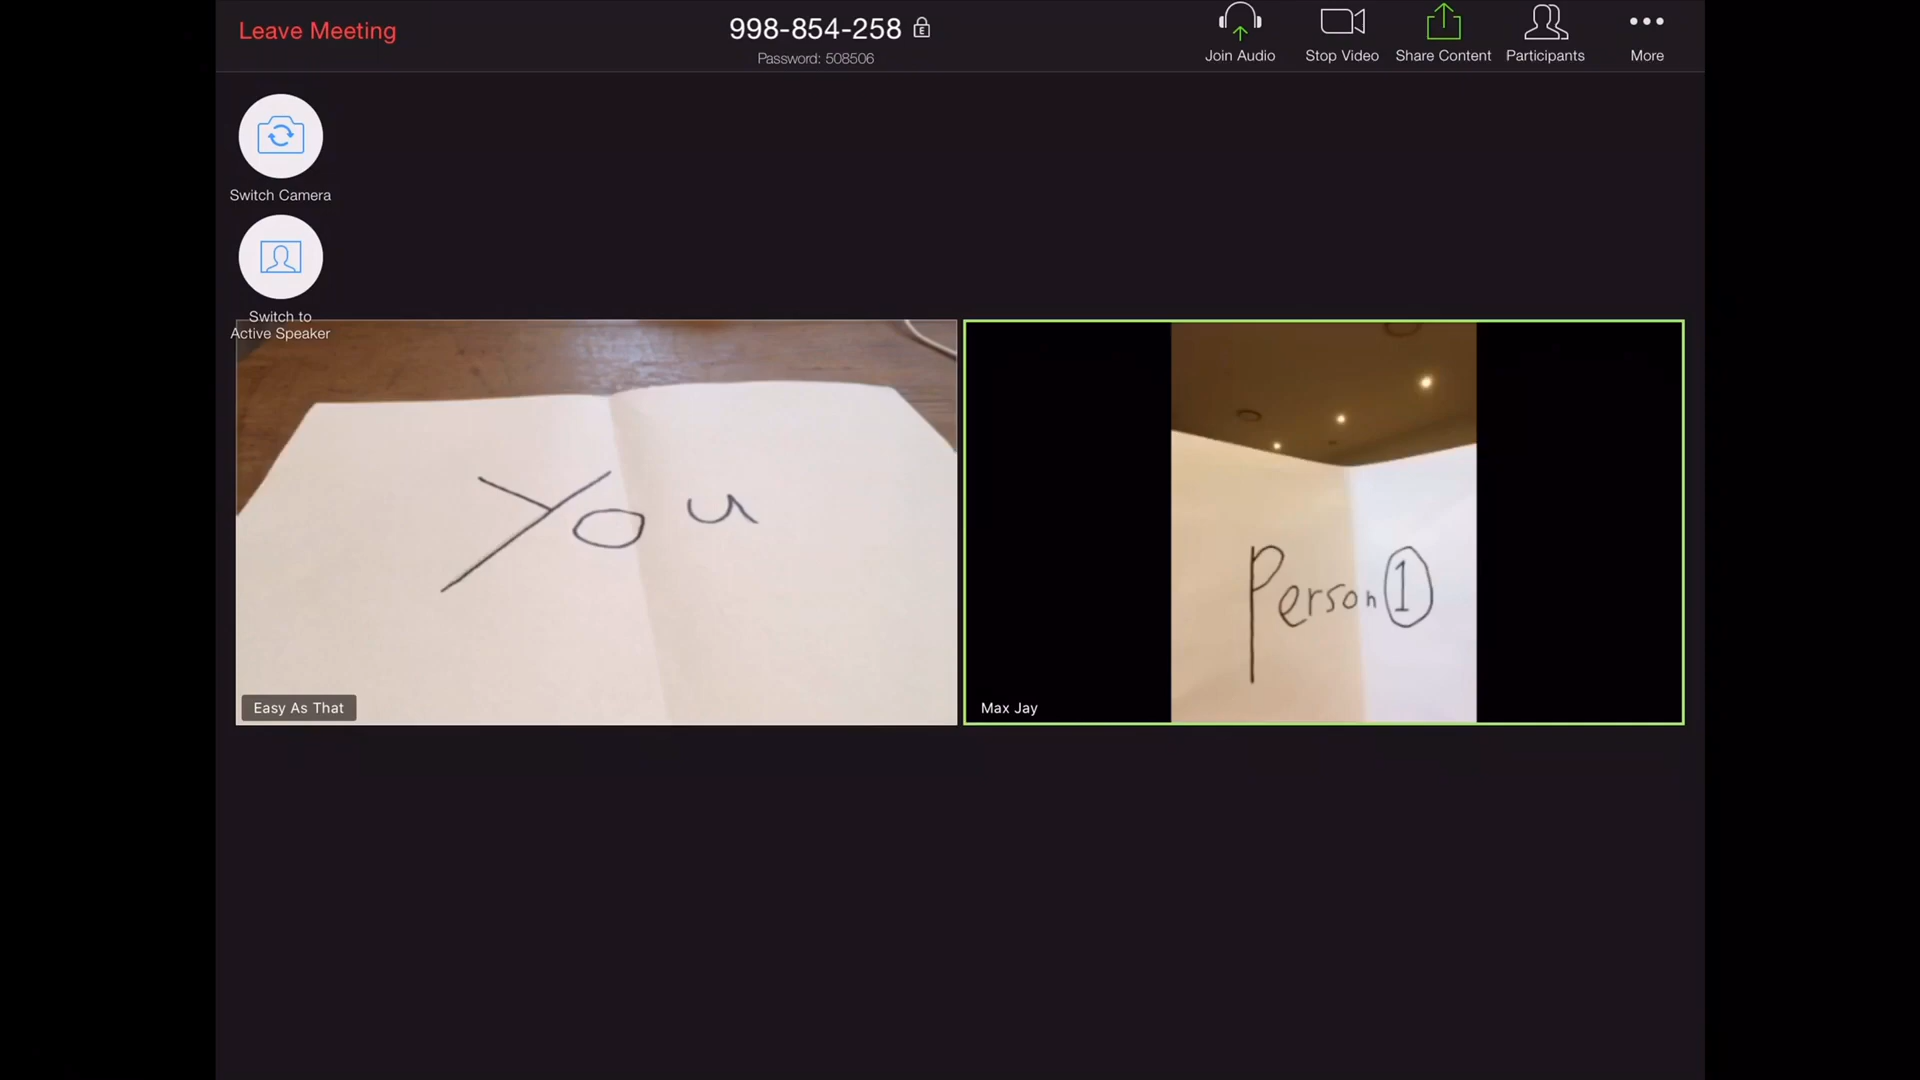 Leave Meeting
998-854-258
Password: 508506
Join Audio
Stop Video
Share Content
Participants
More
Switch Camera
Switch to
Active Speaker
You
Easy As That
Person 1
Max Jay